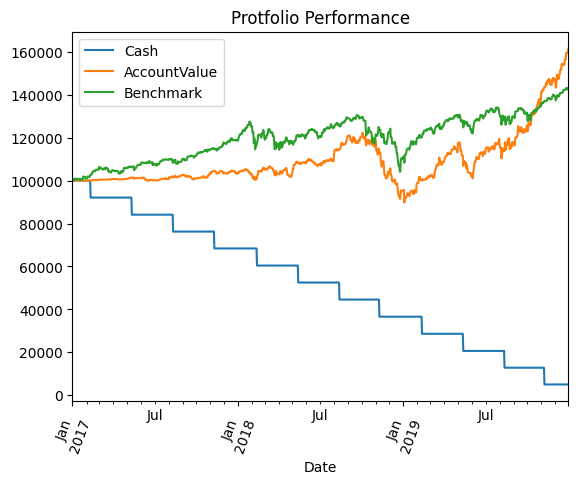 Protfolio Performance
Cash
AccountValue
Benchmark
160000
140000
120000
100000
80000
60000
40000
20000
0
Jan
2017
Jul
Jan
2018
Jul
Jan
2019
Jul
Date